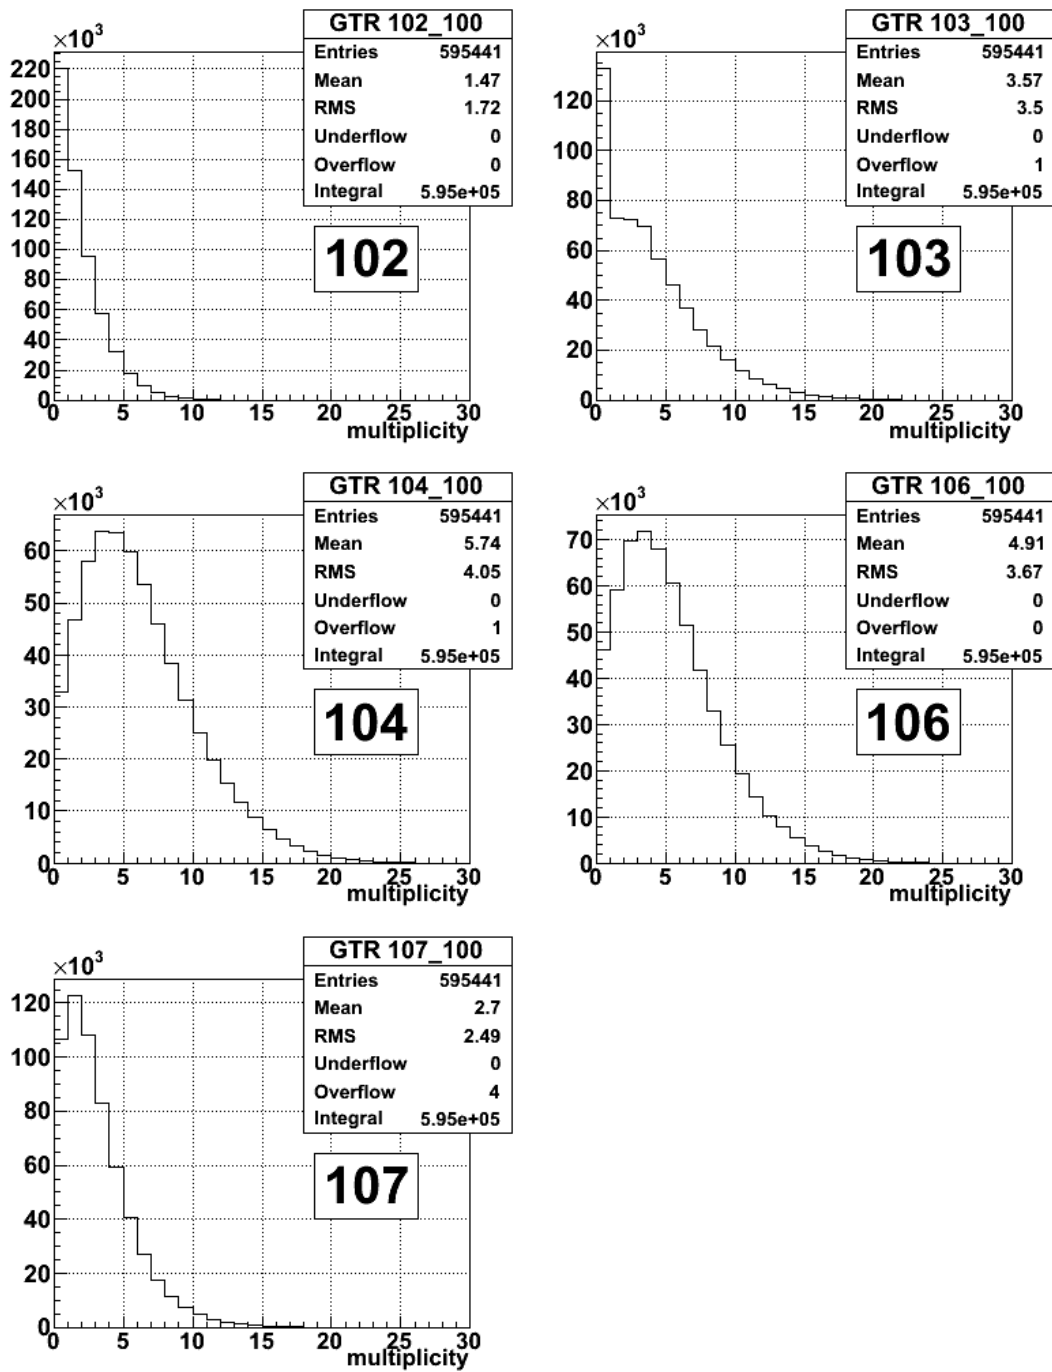 GTR 102_100
×10³
Entries 595441
Mean 1.47
RMS 1.72
Underflow 0
Overflow 0
Integral 5.95e+05
102
220
200
180
160
140
120
100
80
60
40
20
0
0 5 10 15 20 25 30
multiplicity
GTR 103_100
×10³
Entries 595441
Mean 3.57
RMS 3.5
Underflow 0
Overflow 1
Integral 5.95e+05
103
120
100
80
60
40
20
0
0 5 10 15 20 25 30
multiplicity
GTR 104_100
×10³
Entries 595441
Mean 5.74
RMS 4.05
Underflow 0
Overflow 1
Integral 5.95e+05
104
60
50
40
30
20
10
0
0 5 10 15 20 25 30
multiplicity
GTR 106_100
×10³
Entries 595441
Mean 4.91
RMS 3.67
Underflow 0
Overflow 0
Integral 5.95e+05
106
70
60
50
40
30
20
10
0
0 5 10 15 20 25 30
multiplicity
GTR 107_100
×10³
Entries 595441
Mean 2.7
RMS 2.49
Underflow 0
Overflow 4
Integral 5.95e+05
107
120
100
80
60
40
20
0
0 5 10 15 20 25 30
multiplicity